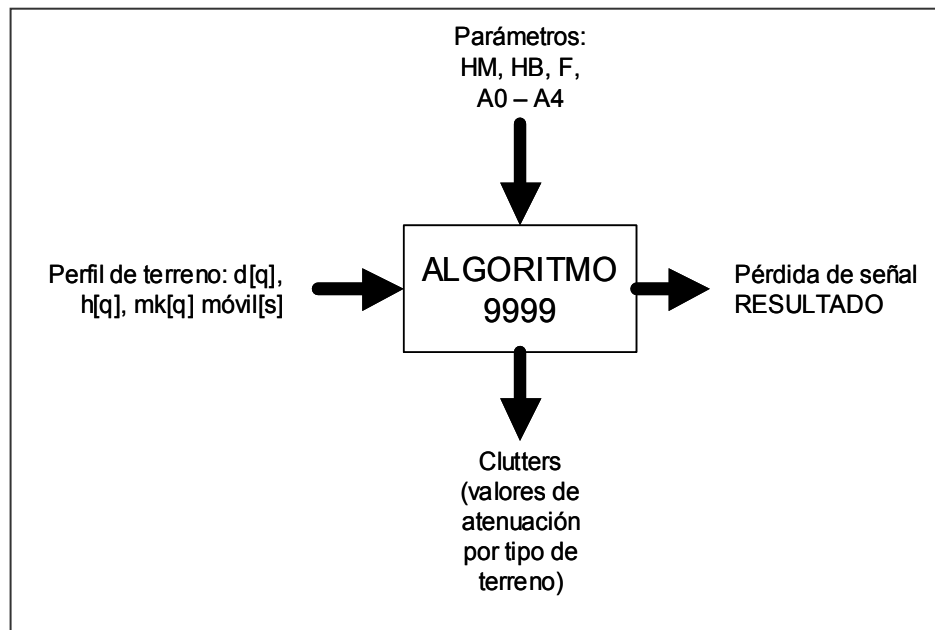 Parámetros:
HM, HB, F,
A0 – A4
Perfil de terreno: d[q],
h[q], mk[q] móvil[s]
ALGORITMO
9999
Pérdida de señal
RESULTADO
Clutters
(valores de
atenuación
por tipo de
terreno)